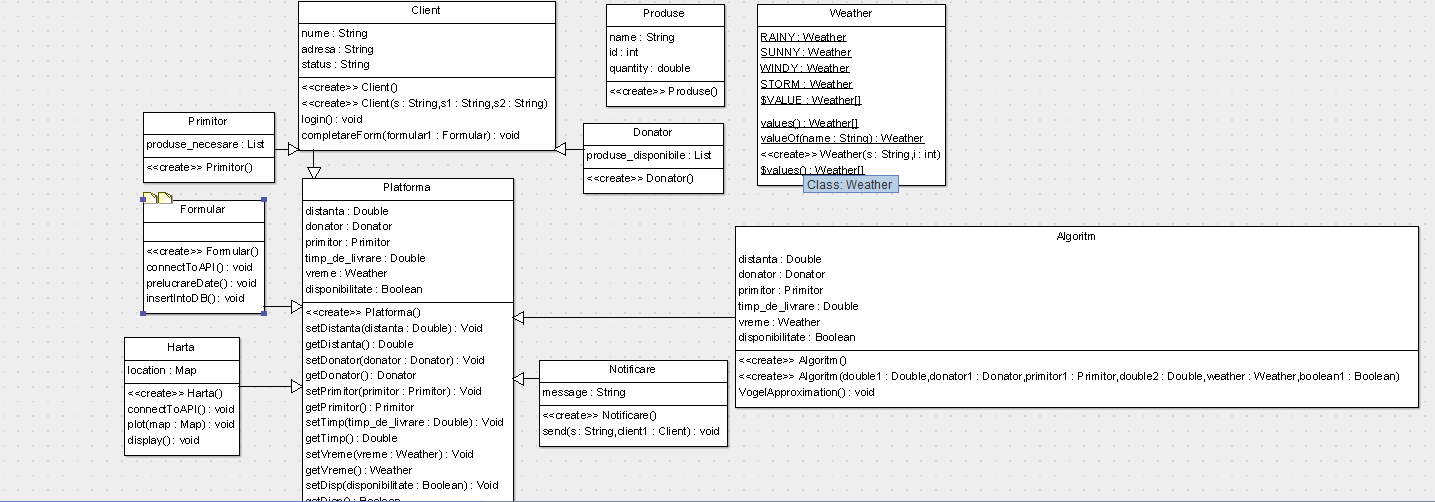 Client
nume : String
adresa : String
status : String
<<create>> Client()
<<create>> Client(s : String,s1 : String,s2 : String)
login() : void
completareForm(formular1 : Formular) : void
Produse
name : String
id : int
quantity : double
<<create>> Produse()
Weather
RAINY : Weather
SUNNY : Weather
WINDY : Weather
STORM : Weather
$VALUE : Weather[]
values() : Weather[]
valueOf(name : String) : Weather
<<create>> Weather(s : String,i : int)
$values() : Weather[]
Class: Weather
Primitor
produse_necesare : List
<<create>> Primitor()
Donator
produse_disponibile : List
<<create>> Donator()
Formular
<<create>> Formular()
connectToAPI() : void
prelucrareDate() : void
insertIntoDB() : void
Platforma
distanta : Double
donator : Donator
primitor : Primitor
timp_de_livrare : Double
vreme : Weather
disponibilitate : Boolean
<<create>> Platforma()
setDistanta(distanta : Double) : Void
getDistanta() : Double
setDonator(donator : Donator) : Void
getDonator() : Donator
setPrimitor(primitor : Primitor) : Void
getPrimitor() : Primitor
setTimp(timp_de_livrare : Double) : Void
getTimp() : Double
setVreme(vreme : Weather) : Void
getVreme() : Weather
setDisp(disponibilitate : Boolean) : Void
getDisp() : Boolean
Harta
location : Map
<<create>> Harta()
connectToAPI() : void
plot(map : Map) : void
display() : void
Notificare
message : String
<<create>> Notificare()
send(s : String,client1 : Client) : void
Algoritm
distanta : Double
donator : Donator
primitor : Primitor
timp_de_livrare : Double
vreme : Weather
disponibilitate : Boolean
<<create>> Algoritm()
<<create>> Algoritm(double1 : Double,donator1 : Donator,primitor1 : Primitor,double2 : Double,weather : Weather,boolean1 : Boolean)
VogelApproximation() : void